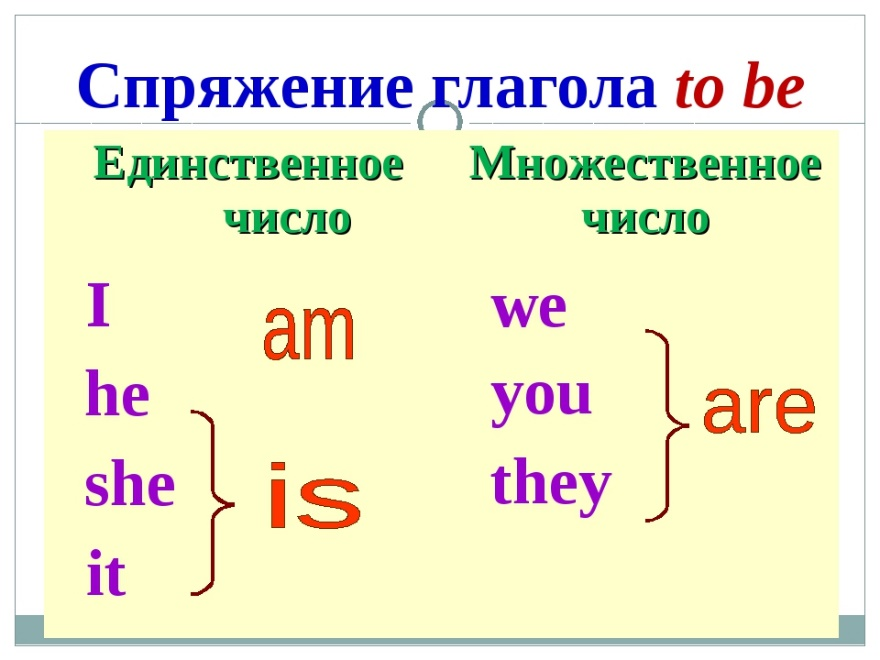 Спряжение глагола to be
Единственное
число
Множественное
число
I
am
he
she
is
it
we
you
they
are